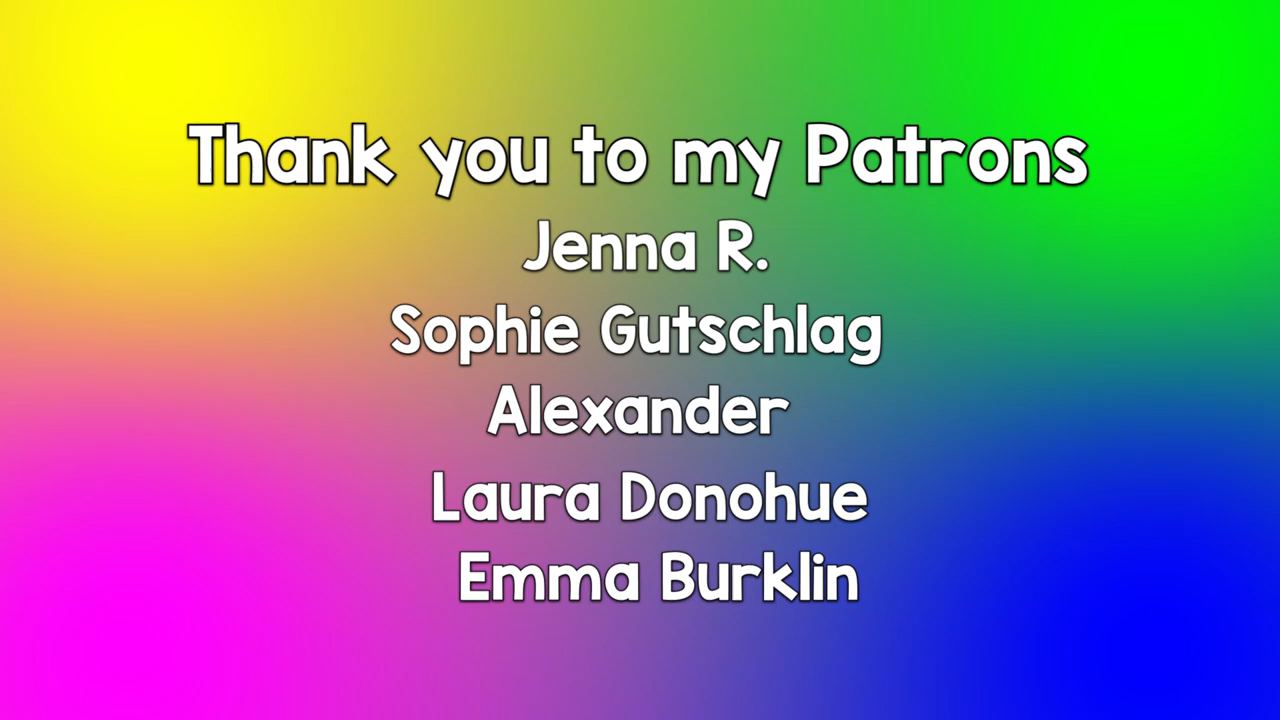 Thank you to my Patrons
Jenna R.
Sophie Gutschlag
Alexander
Laura Donohue
Emma Burklin